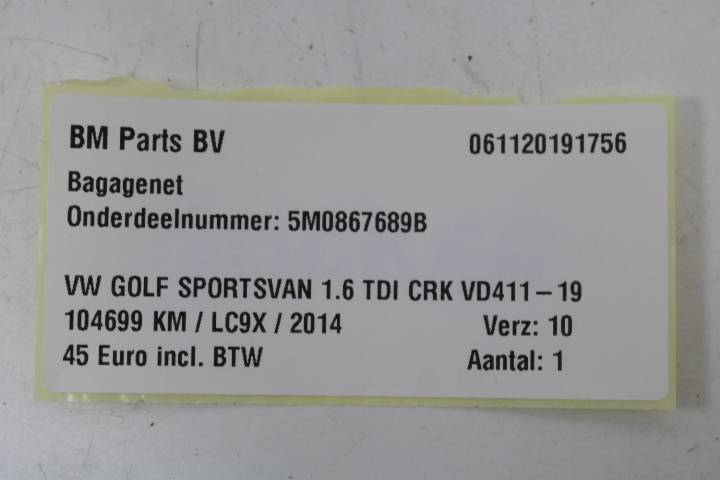 BM Parts BV 061120191756
Bagagenet
Onderdeelnummer: 5M0867689B
VW GOLF SPORTSVAN 1.6 TDI CRK VD411-19
104699 KM / LC9X / 2014 Verz: 10
45 Euro incl. BTW Aantal: 1